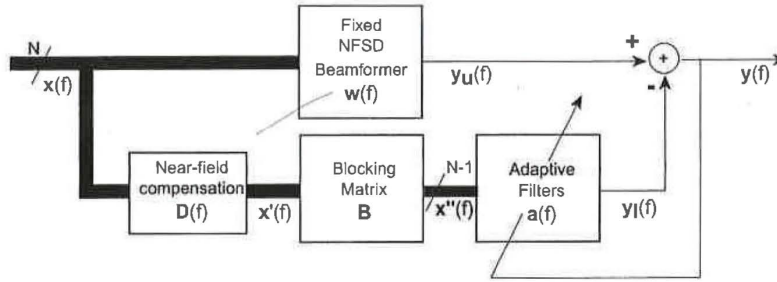 N
x(f)
Fixed
NFSD
Beamformer
w(f)
yu(f)
+
+
-
y(f)
Near-field
compensation
D(f)
x'(f)
Blocking
Matrix
B
N-1
x''(f)
Adaptive
Filters
a(f)
yl(f)